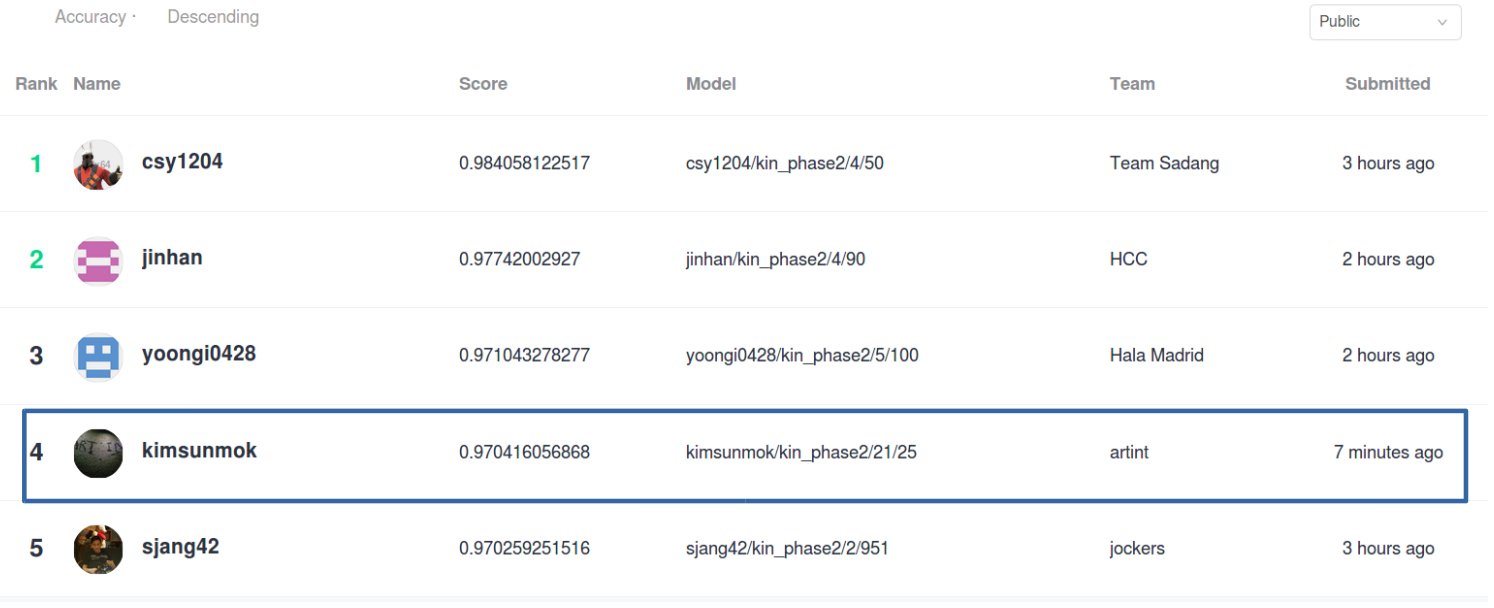 Accuracy · Descending
Public
Rank Name Score Model Team Submitted
1 csy1204 0.984058122517 csy1204/kin_phase2/4/50 Team Sadang 3 hours ago
2 jinhan 0.97742002927 jinhan/kin_phase2/4/90 HCC 2 hours ago
3 yoongi0428 0.971043278277 yoongi0428/kin_phase2/5/100 Hala Madrid 2 hours ago
4 kimsunmok 0.970416056868 kimsunmok/kin_phase2/21/25 artint 7 minutes ago
5 sjang42 0.970259251516 sjang42/kin_phase2/2/951 jockers 3 hours ago